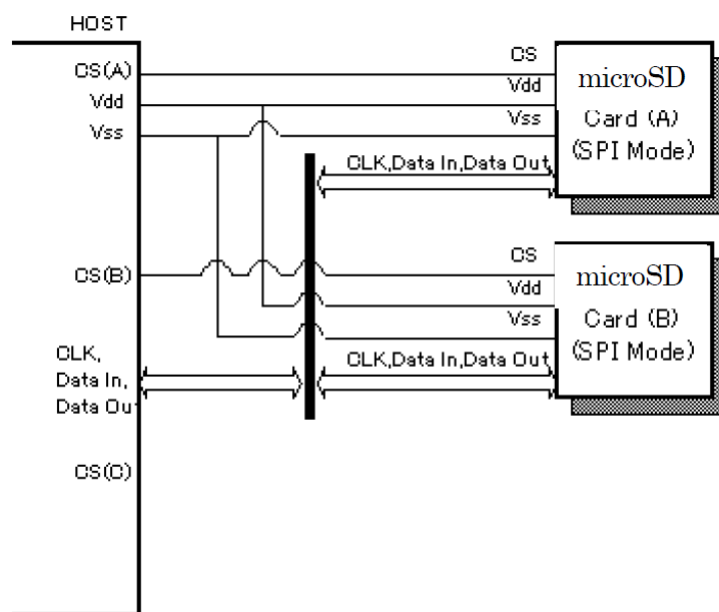 HOST
CS(A)
Vdd
Vss
CS
Vdd
Vss
microSD
Card (A)
(SPI Mode)
CLK,Data In,Data Out
CS(B)
CS
Vdd
Vss
microSD
Card (B)
(SPI Mode)
CLK,Data In,Data Out
CLK,
Data In,
Data Ou
CS(C)